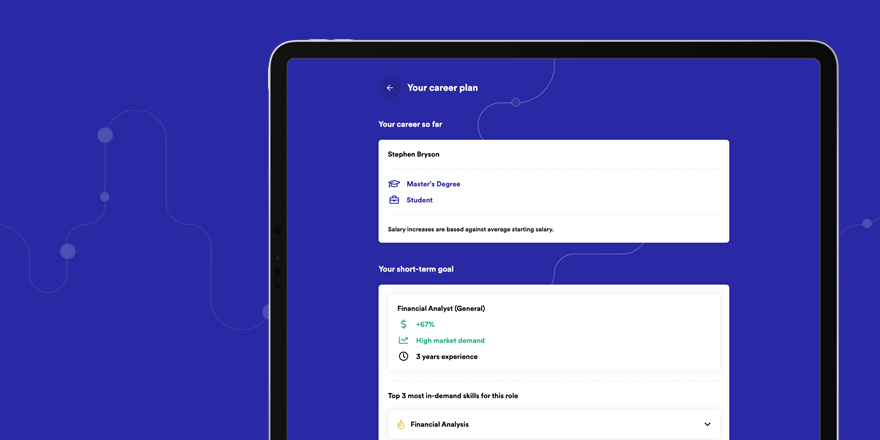 Your career plan
Your career so far
Stephen Bryson
Master's Degree
Student
Salary increases are based against average starting salary.
Your short-term goal
Financial Analyst (General)
+67%
High market demand
3 years experience
Top 3 most in-demand skills for this role
Financial Analysis